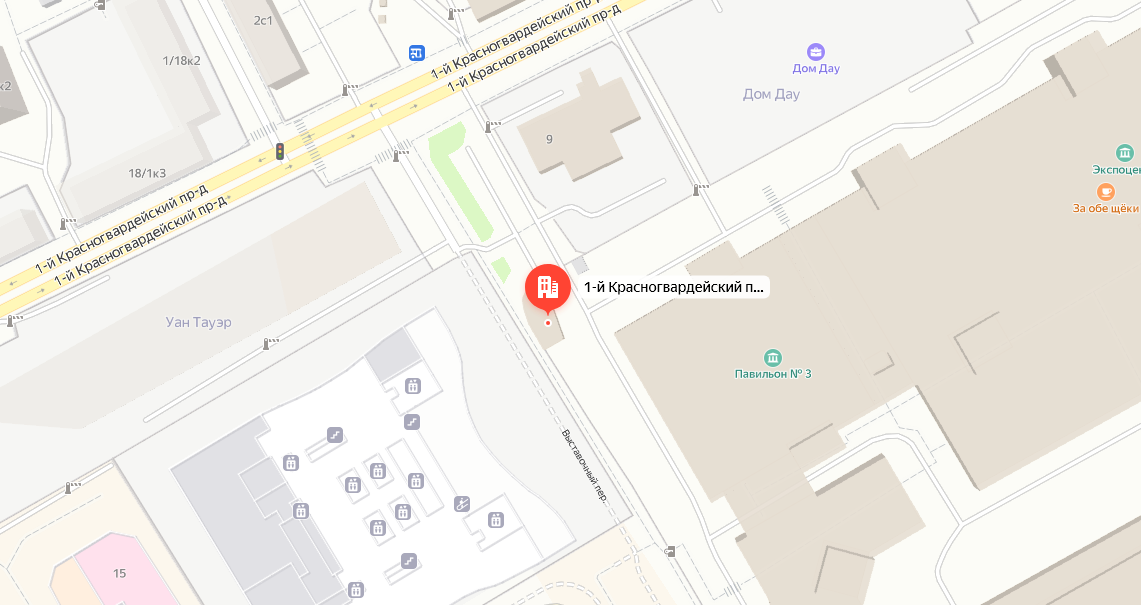 2с1
1-й Красногвардейский пр-д
1-й Красногвардейский пр-д
1/18к2
к2
Дом Дау
Дом Дау
9
18/1к3
Экспоцен
За обе щёки
1-й Красногвардейский пр-д
1-й Красногвардейский пр-д
1-й Красногвардейский п...
Уан Тауэр
Павильон № 3
Выставочный пер.
15